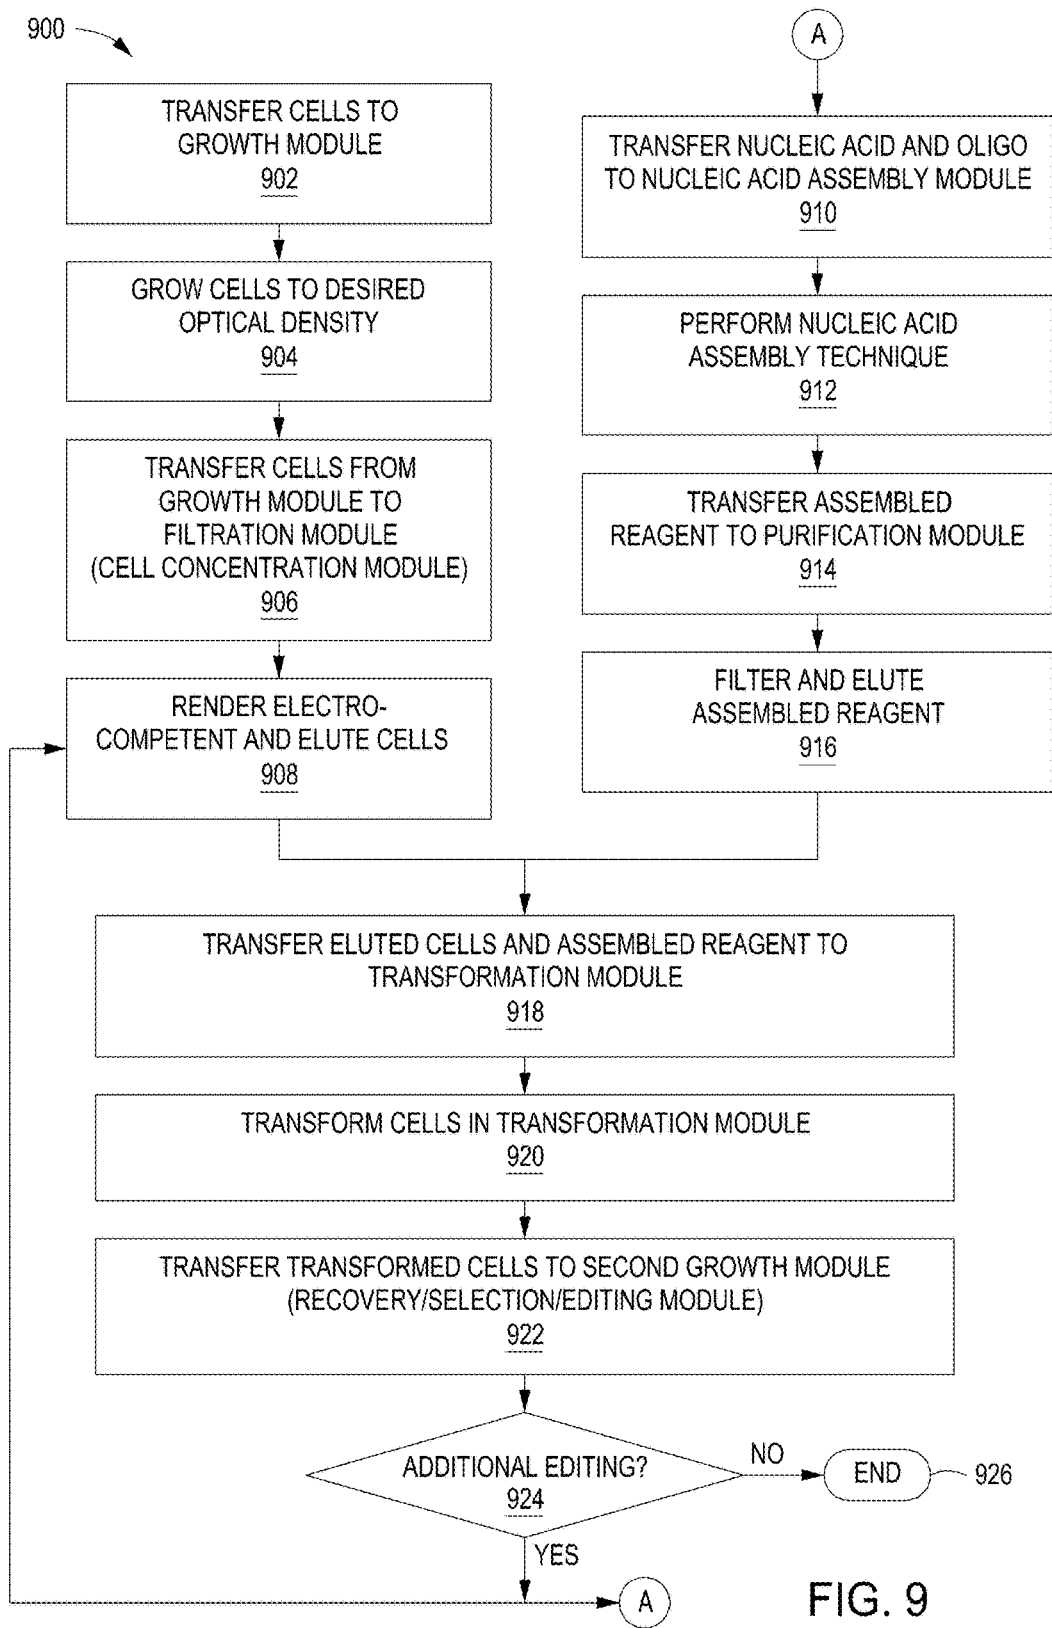 900
TRANSFER CELLS TO
GROWTH MODULE
902
GROW CELLS TO DESIRED
OPTICAL DENSITY
904
TRANSFER CELLS FROM
GROWTH MODULE TO
FILTRATION MODULE
(CELL CONCENTRATION MODULE)
906
RENDER ELECTRO-
COMPETENT AND ELUTE CELLS
908
A
TRANSFER NUCLEIC ACID AND OLIGO
TO NUCLEIC ACID ASSEMBLY MODULE
910
PERFORM NUCLEIC ACID
ASSEMBLY TECHNIQUE
912
TRANSFER ASSEMBLED
REAGENT TO PURIFICATION MODULE
914
FILTER AND ELUTE
ASSEMBLED REAGENT
916
TRANSFER ELUTED CELLS AND ASSEMBLED REAGENT TO
TRANSFORMATION MODULE
918
TRANSFORM CELLS IN TRANSFORMATION MODULE
920
TRANSFER TRANSFORMED CELLS TO SECOND GROWTH MODULE
(RECOVERY/SELECTION/EDITING MODULE)
922
ADDITIONAL EDITING?
924
NO
END
926
YES
A
FIG. 9